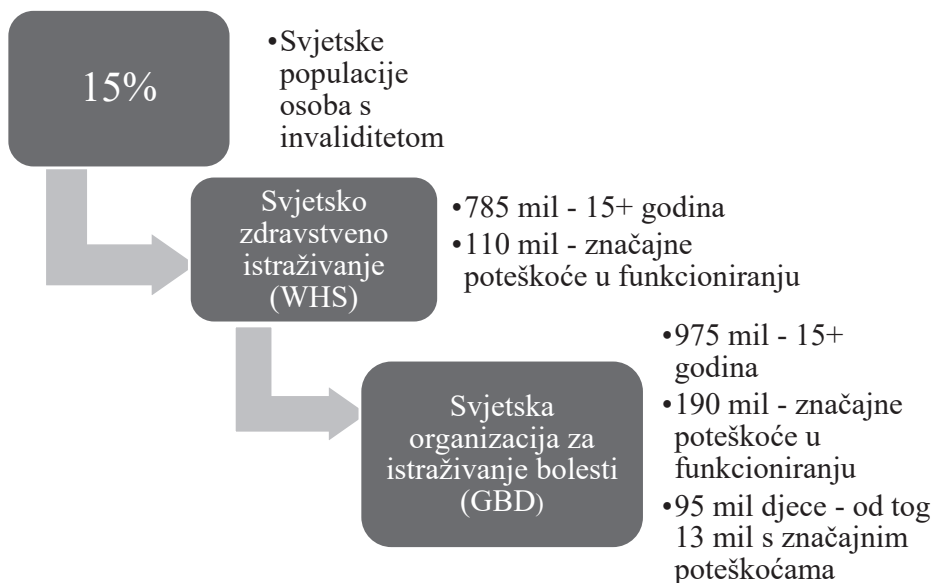 15%
•Svjetske
populacije
osoba s
invaliditetom
Svjetsko
zdravstveno
istraživanje
(WHS)
•785 mil - 15+ godina
•110 mil - značajne
poteškoće u funkcioniranju
Svjetska
organizacija za
istraživanje bolesti
(GBD)
•975 mil - 15+
godina
•190 mil - značajne
poteškoće u
funkcioniranju
•95 mil djece - od tog
13 mil s značajnim
poteškoćama